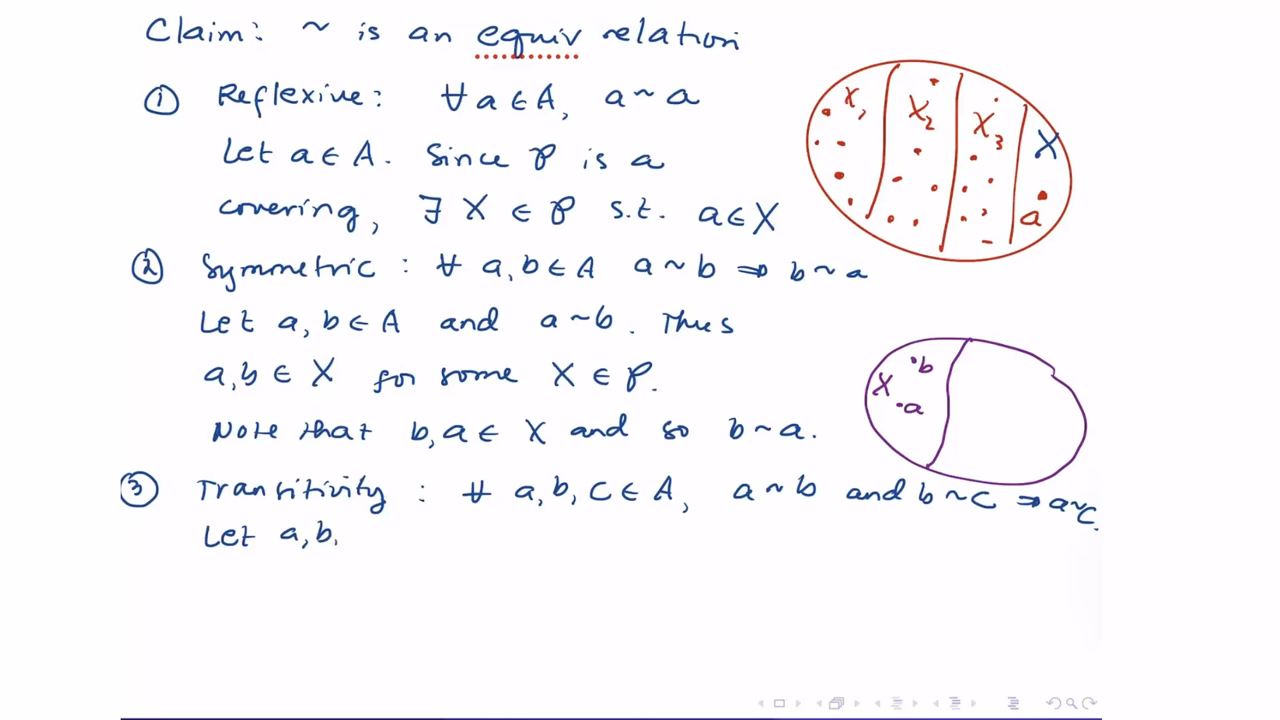 Claim: ~ is an equiv relation
① Reflexive: ∀ a ∈ A, a ~ a
Let a ∈ A. Since 𝒫 is a
covering, ∃ X ∈ 𝒫 s.t. a ∈ X
② Symmetric: ∀ a, b ∈ A a ~ b ⇒ b ~ a
Let a, b ∈ A and a ~ b. Thus
a, b ∈ X for some X ∈ 𝒫.
Note that b, a ∈ X and so b ~ a.
③ Transitivity: ∀ a, b, c ∈ A, a ~ b and b ~ c ⇒ a ~ c.
Let a, b,
X₁ X₂ X₃ X
a
b
X
a